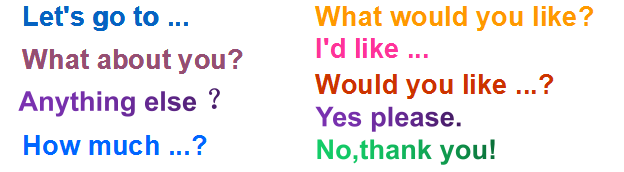 Let's go to ...
What about you?
Anything else ？
How much ...?
What would you like?
I'd like ...
Would you like ...?
Yes please.
No,thank you!